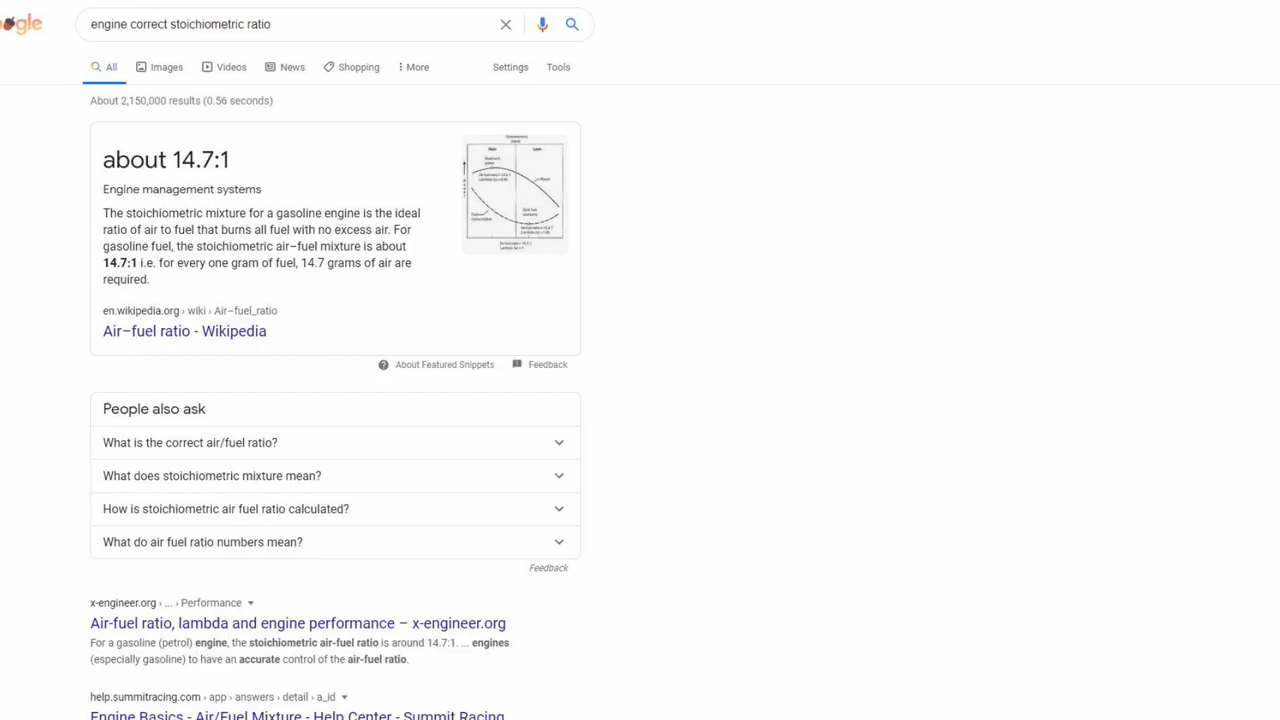 ogle
engine correct stoichiometric ratio
All Images Videos News Shopping More Settings Tools
About 2,150,000 results (0.56 seconds)
about 14.7:1
Engine management systems
The stoichiometric mixture for a gasoline engine is the ideal
ratio of air to fuel that burns all fuel with no excess air. For
gasoline fuel, the stoichiometric air–fuel mixture is about
14.7:1 i.e. for every one gram of fuel, 14.7 grams of air are
required.
en.wikipedia.org › wiki › Air–fuel_ratio
Air–fuel ratio - Wikipedia
About Featured Snippets Feedback
People also ask
What is the correct air/fuel ratio?
What does stoichiometric mixture mean?
How is stoichiometric air fuel ratio calculated?
What do air fuel ratio numbers mean?
Feedback
x-engineer.org › ... › Performance
Air-fuel ratio, lambda and engine performance – x-engineer.org
For a gasoline (petrol) engine, the stoichiometric air-fuel ratio is around 14.7:1. ... engines
(especially gasoline) to have an accurate control of the air-fuel ratio.
help.summitracing.com › app › answers › detail › a_id
Engine Basics - Air/Fuel Mixture - Help Center - Summit Racing